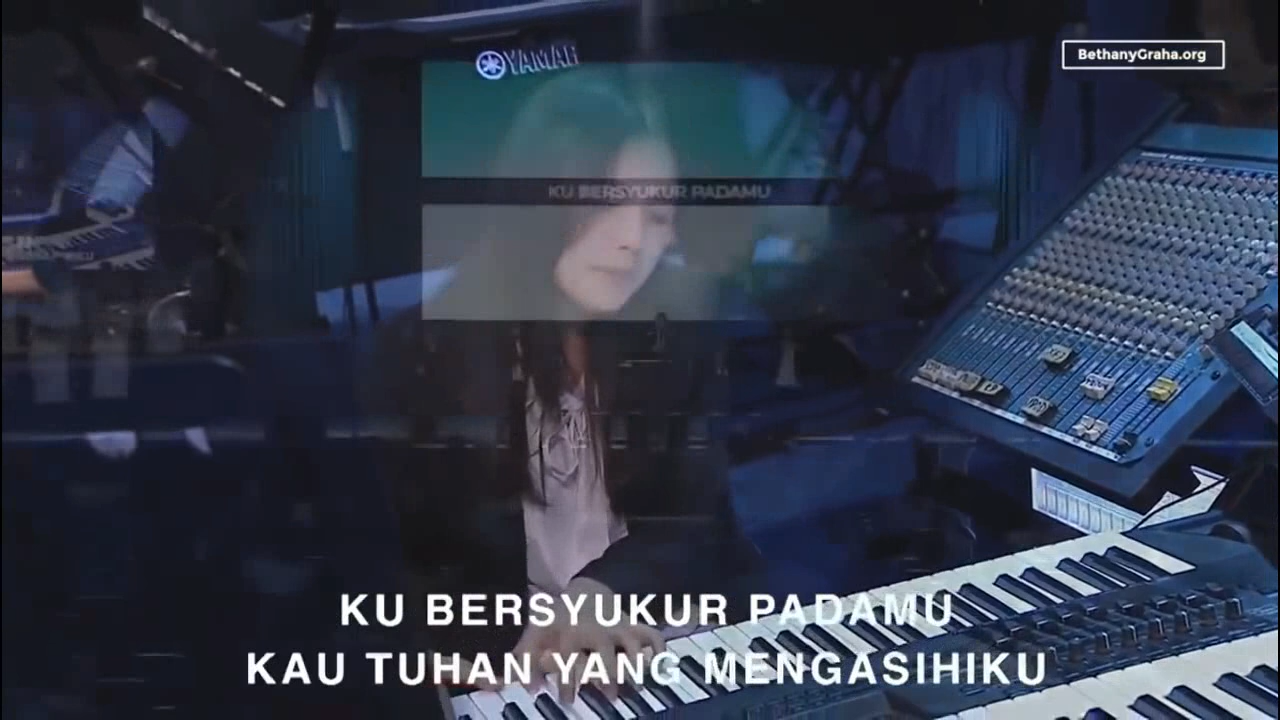 BethanyGraha.org
YAMAH
KU BERSYUKUR PADAMU
KU BERSYUKUR PADAMU
KAU TUHAN YANG MENGASIHIKU